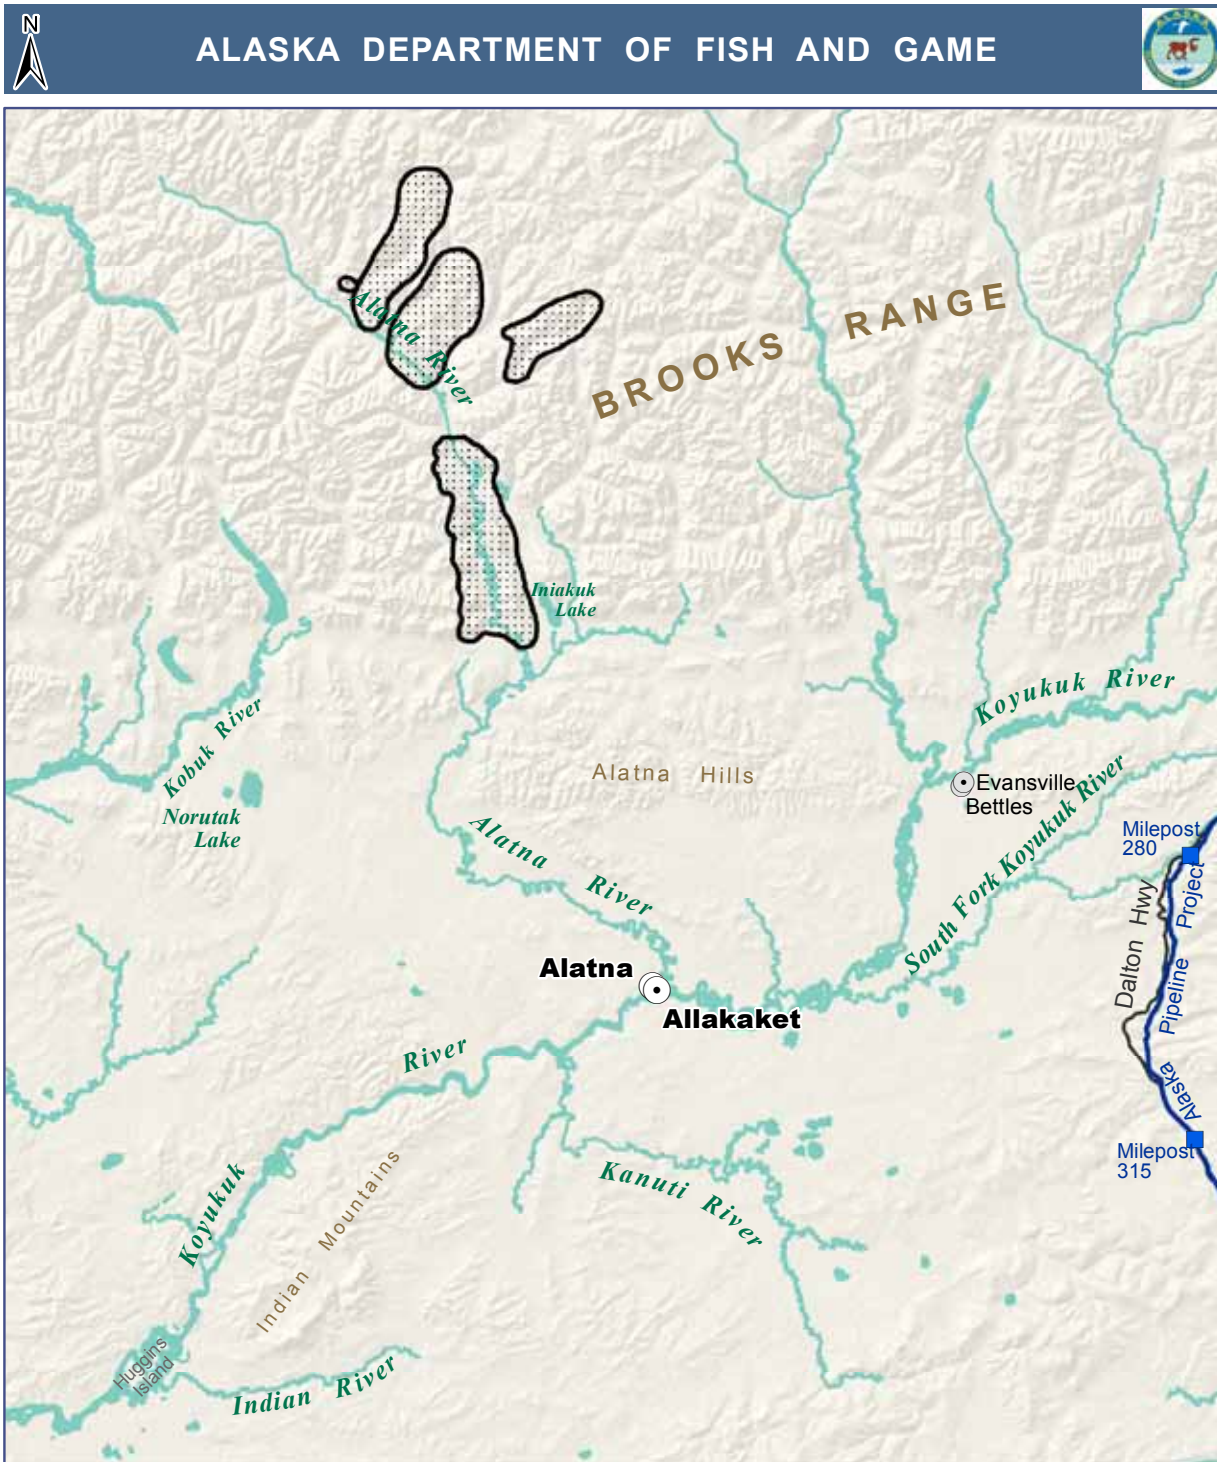 N
ALASKA DEPARTMENT OF FISH AND GAME
ALASKA
Alatna River
BROOKS RANGE
Iniakuk
Lake
Koyukuk River
Kobuk River
Alatna Hills
Evansville
Bettles
Norutak
Lake
Alatna River
South Fork Koyukuk River
Milepost
280
Dalton Hwy
Alaska Pipeline Project
Alatna
Allakaket
Koyukuk River
Milepost
315
Kanuti River
Indian Mountains
Huggins
Island
Indian River